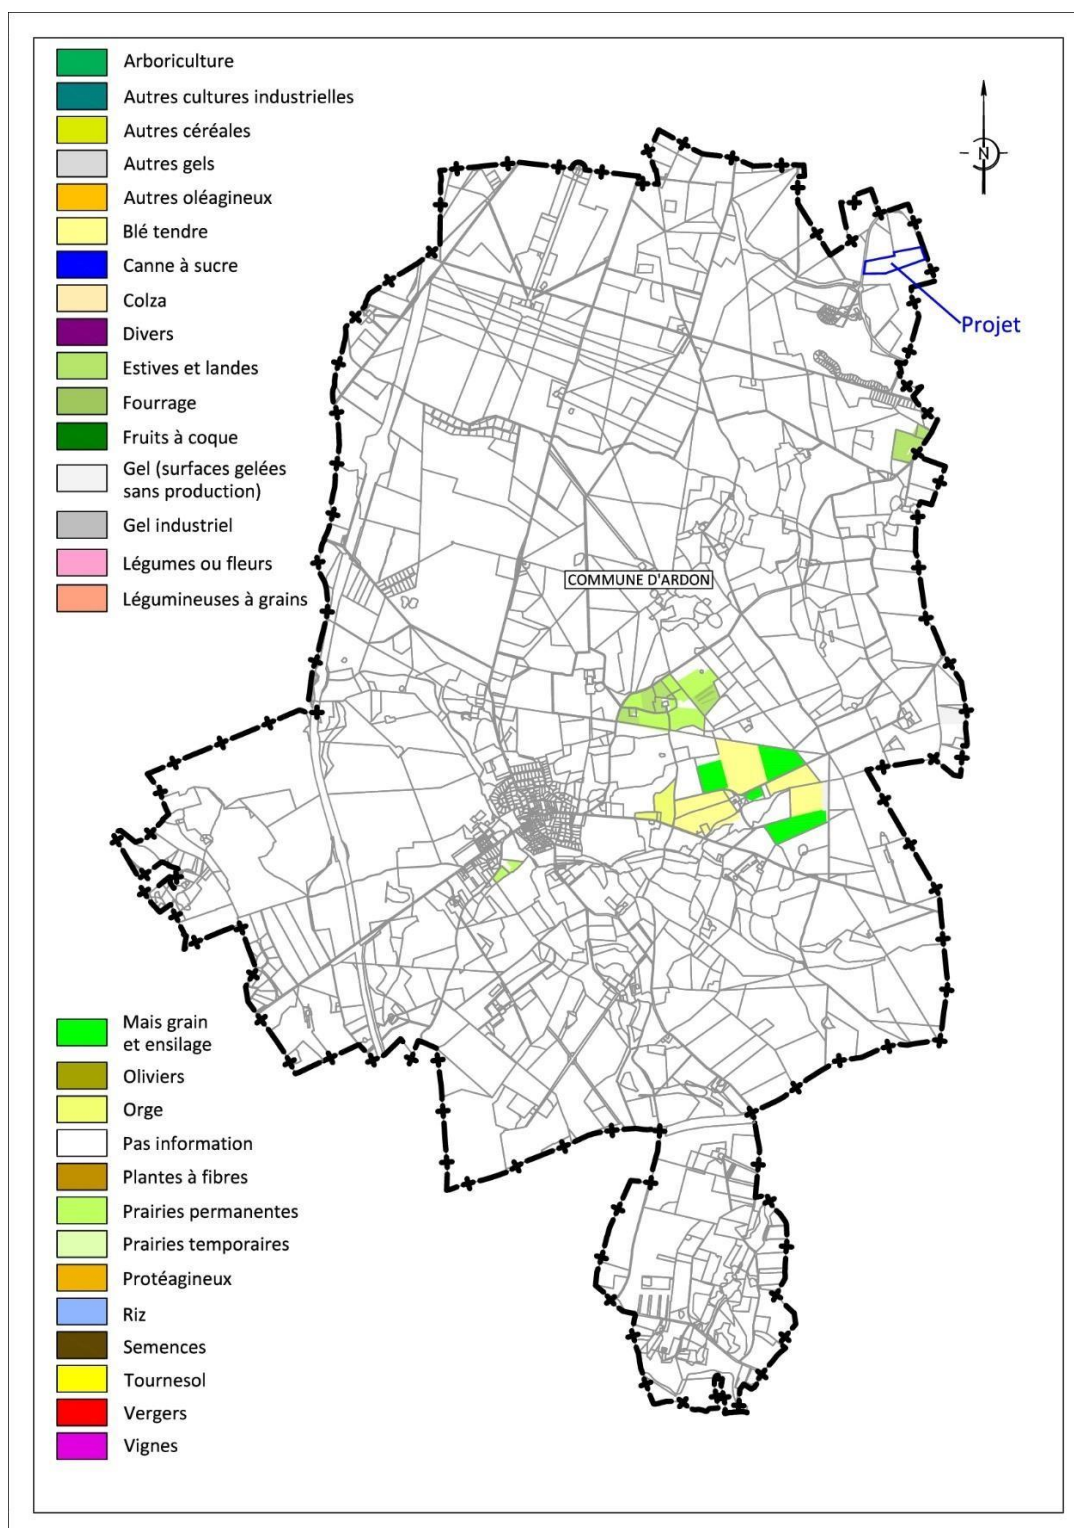 Arboriculture
Autres cultures industrielles
Autres céréales
Autres gels
Autres oléagineux
Blé tendre
Canne à sucre
Colza
Divers
Estives et landes
Fourrage
Fruits à coque
Gel (surfaces gelées
sans production)
Gel industriel
Légumes ou fleurs
Légumineuses à grains
N
Projet
COMMUNE D'ARDON
Mais grain
et ensilage
Oliviers
Orge
Pas information
Plantes à fibres
Prairies permanentes
Prairies temporaires
Protéagineux
Riz
Semences
Tournesol
Vergers
Vignes